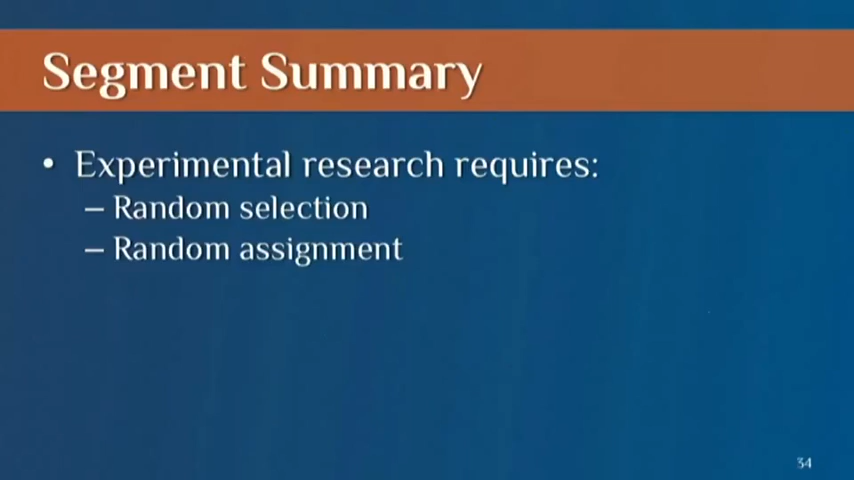 Segment Summary
• Experimental research requires:
– Random selection
– Random assignment
34